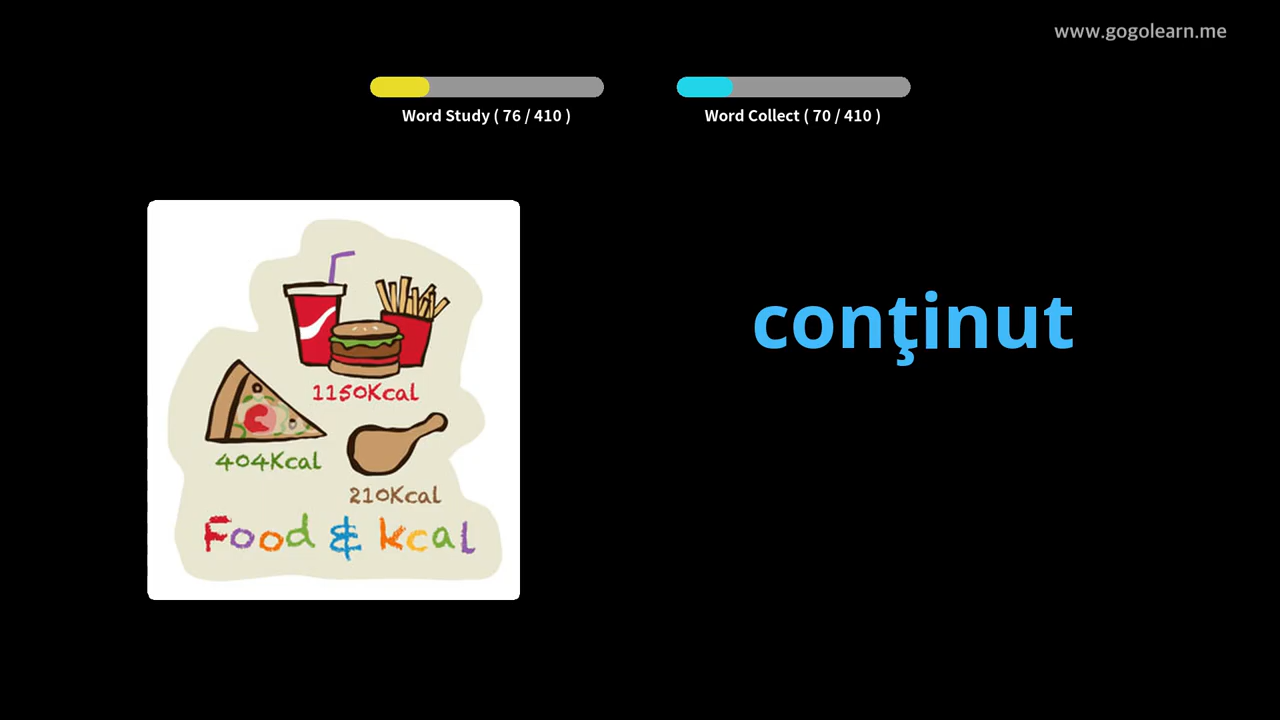 www.gogolearn.me
Word Study ( 76 / 410 )
Word Collect ( 70 / 410 )
conţinut
1150Kcal
404Kcal
210Kcal
Food & kcal